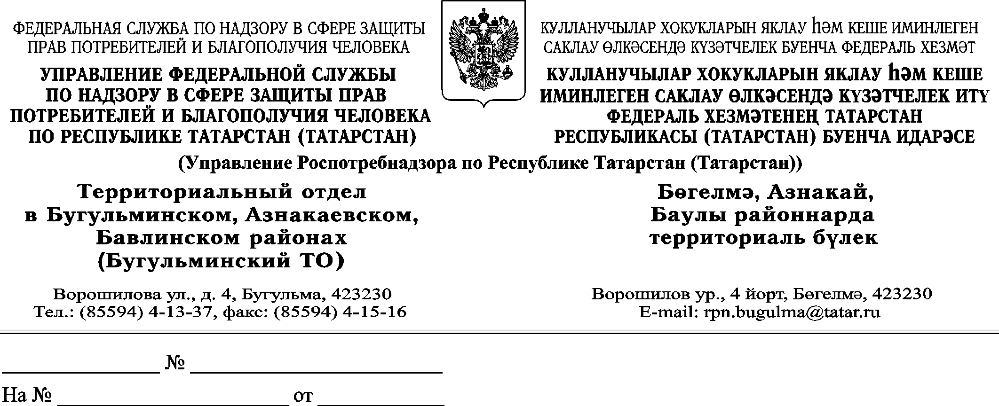 ФЕДЕРАЛЬНАЯ СЛУЖБА ПО НАДЗОРУ В СФЕРЕ ЗАЩИТЫ
ПРАВ ПОТРЕБИТЕЛЕЙ И БЛАГОПОЛУЧИЯ ЧЕЛОВЕКА
УПРАВЛЕНИЕ ФЕДЕРАЛЬНОЙ СЛУЖБЫ
ПО НАДЗОРУ В СФЕРЕ ЗАЩИТЫ ПРАВ
ПОТРЕБИТЕЛЕЙ И БЛАГОПОЛУЧИЯ ЧЕЛОВЕКА
ПО РЕСПУБЛИКЕ ТАТАРСТАН (ТАТАРСТАН)
КУЛЛАНУЧЫЛАР ХОКУКЛАРЫН ЯКЛАУ ҺӘМ КЕШЕ ИМИНЛЕГЕН
САКЛАУ ӨЛКӘСЕНДӘ КҮЗӘТЧЕЛЕК БУЕНЧА ФЕДЕРАЛЬ ХЕЗМӘТ
КУЛЛАНУЧЫЛАР ХОКУКЛАРЫН ЯКЛАУ ҺӘМ КЕШЕ
ИМИНЛЕГЕН САКЛАУ ӨЛКӘСЕНДӘ КҮЗӘТЧЕЛЕК ИТҮ
ФЕДЕРАЛЬ ХЕЗМӘТЕНЕҢ ТАТАРСТАН
РЕСПУБЛИКАСЫ (ТАТАРСТАН) БУЕНЧА ИДАРӘСЕ
(Управление Роспотребнадзора по Республике Татарстан (Татарстан))
Территориальный отдел
в Бугульминском, Азнакаевском,
Бавлинском районах
(Бугульминский ТО)
Бөгелмә, Азнакай,
Баулы районнарда
территориаль бүлек
Ворошилова ул., д. 4, Бугульма, 423230
Тел.: (85594) 4-13-37, факс: (85594) 4-15-16
Ворошилов ур., 4 йорт, Бөгелмә, 423230
E-mail: rpn.bugulma@tatar.ru
№
На № от